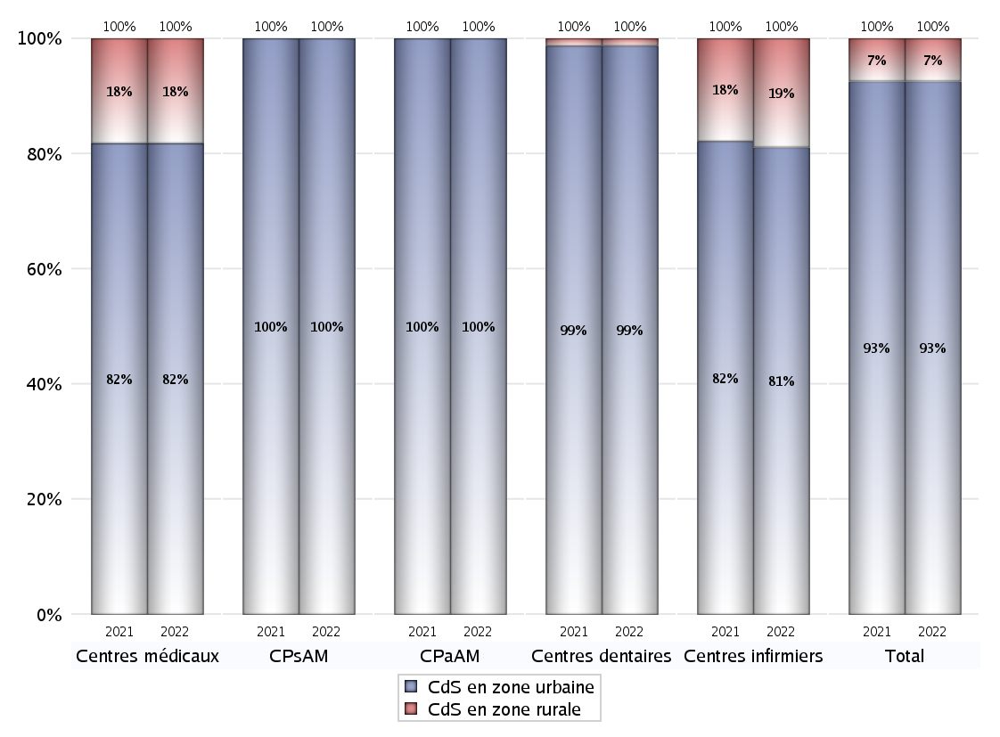 100% 100% 100% 100% 100% 100% 100% 100% 100% 100% 100% 100%
100%
7% 7%
18% 18% 18% 19%
80%
60%
100% 100% 100% 100% 99% 99%
93% 93%
82% 82% 82% 81%
40%
20%
0%
2021 2022 2021 2022 2021 2022 2021 2022 2021 2022 2021 2022
Centres médicaux CPsAM CPaAM Centres dentaires Centres infirmiers Total
CdS en zone urbaine
CdS en zone rurale